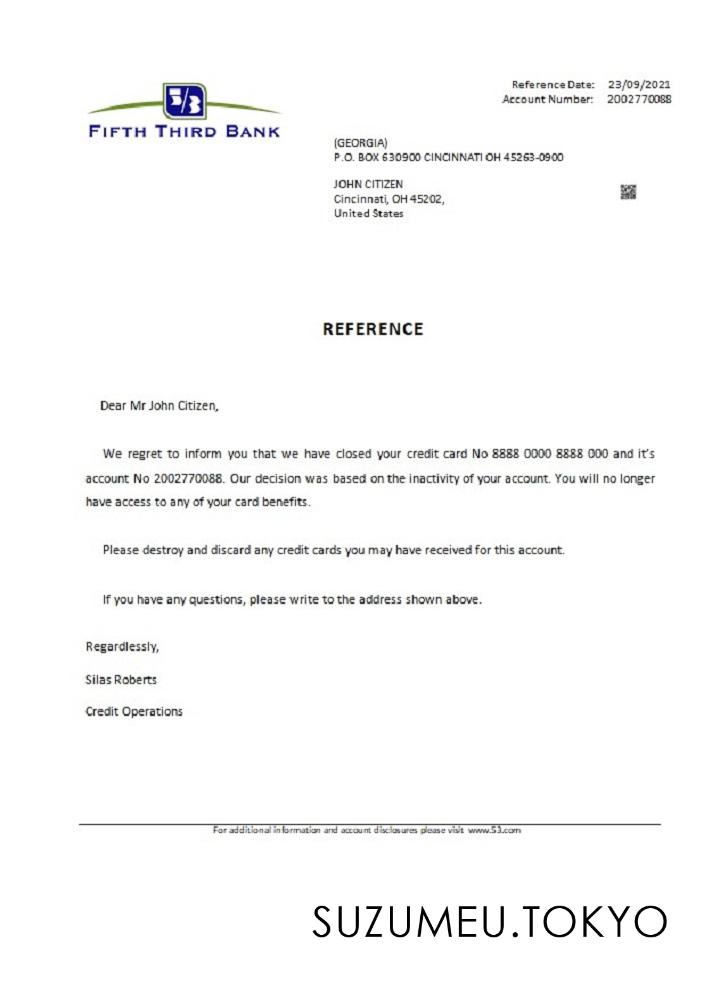 Reference Date: 23/09/2021
Account Number: 2002770088
5/3
FIFTH THIRD BANK
(GEORGIA)
P.O. BOX 630900 CINCINNATI OH 45263-0900
JOHN CITIZEN
Cincinnati, OH 45202,
United States
REFERENCE
Dear Mr John Citizen,
We regret to inform you that we have closed your credit card No 8888 0000 8888 000 and it's
account No 2002770088. Our decision was based on the inactivity of your account. You will no longer
have access to any of your card benefits.
Please destroy and discard any credit cards you may have received for this account.
If you have any questions, please write to the address shown above.
Regardlessly,
Silas Roberts
Credit Operations
For additional information and account disclosures please visit www.53.com
SUZUMEU.TOKYO